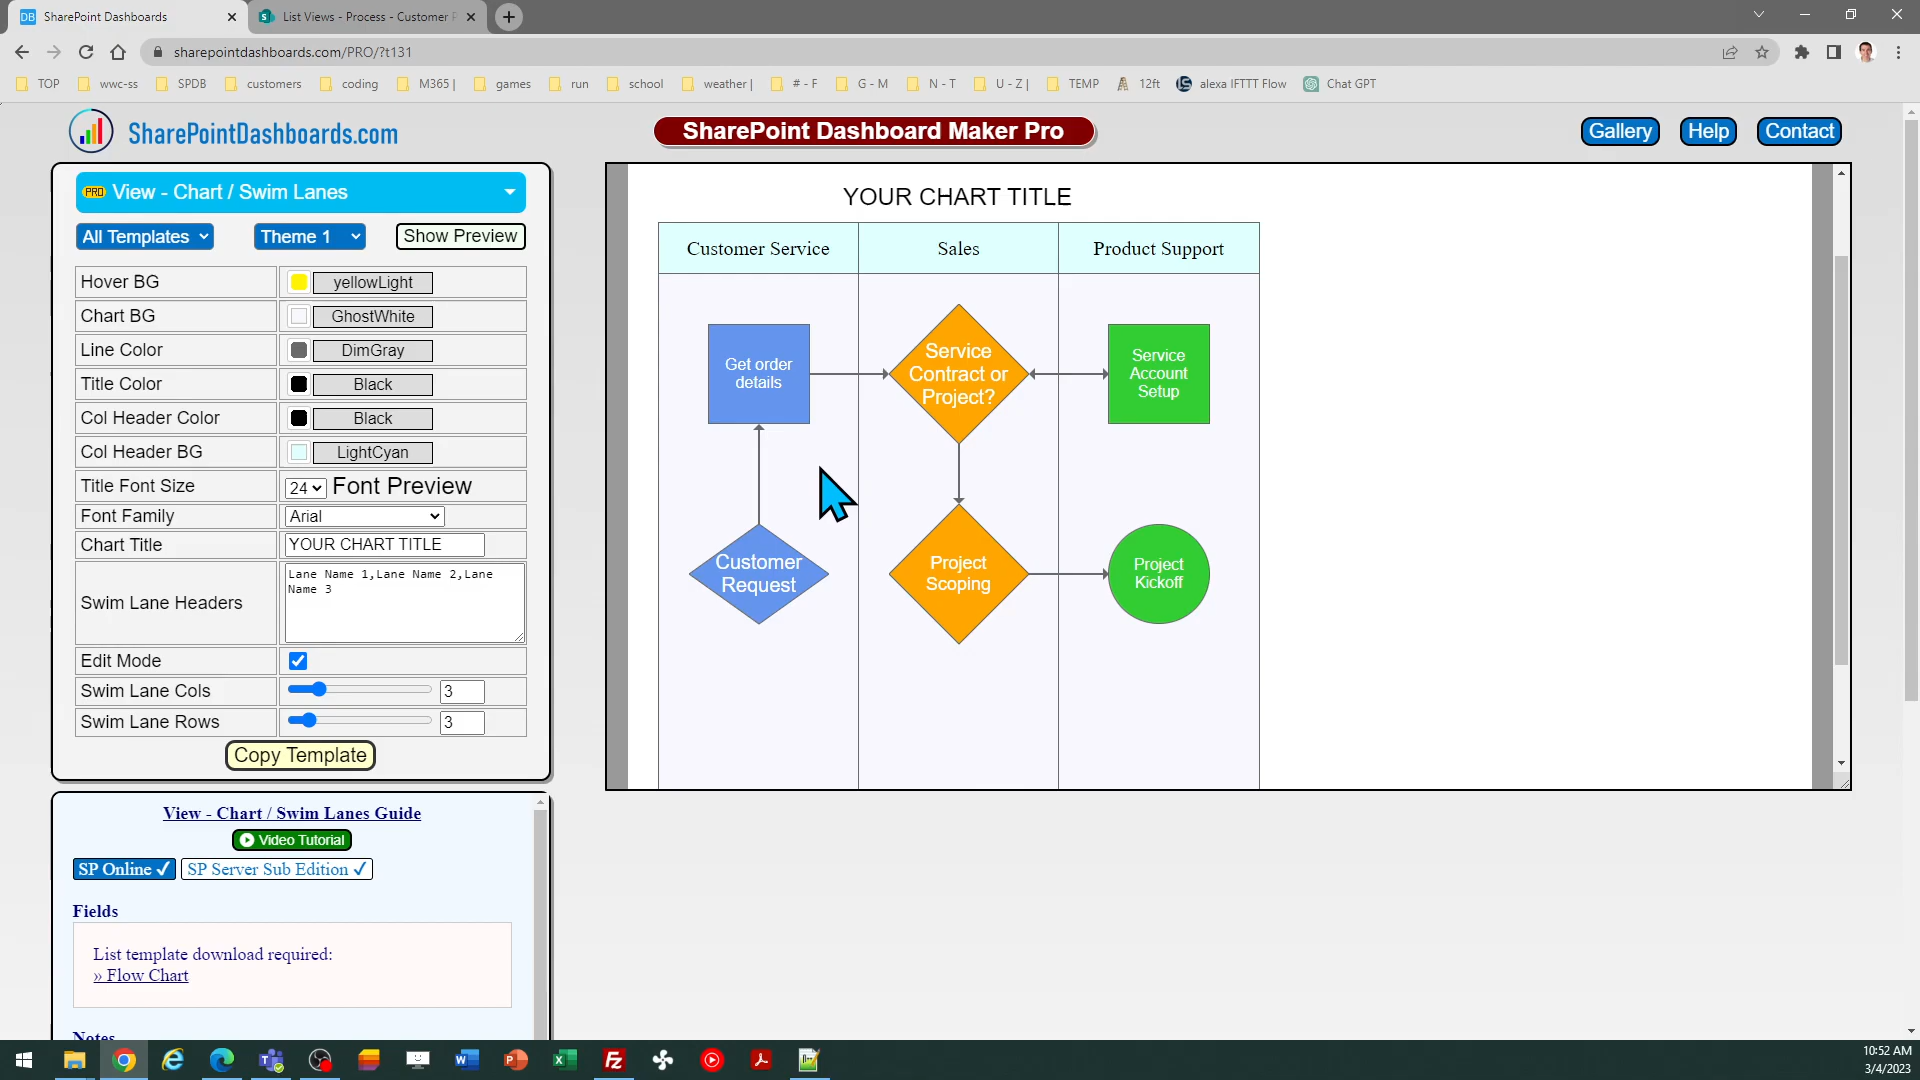 DB SharePoint Dashboards
List Views - Process - Customer
sharepointdashboards.com/PRO/?t131
TOP
wwc-ss
SPDB
customers
coding
M365 |
games
run
school
weather |
# - F
G - M
N - T
U - Z |
TEMP
12ft
alexa IFTTT Flow
Chat GPT
SharePointDashboards.com
SharePoint Dashboard Maker Pro
Gallery
Help
Contact
PRO View - Chart / Swim Lanes
All Templates
Theme 1
Show Preview
Hover BG yellowLight
Chart BG GhostWhite
Line Color DimGray
Title Color Black
Col Header Color Black
Col Header BG LightCyan
Title Font Size 24 Font Preview
Font Family Arial
Chart Title YOUR CHART TITLE
Swim Lane Headers
Lane Name 1,Lane Name 2,Lane
Name 3
Edit Mode
Swim Lane Cols 3
Swim Lane Rows 3
Copy Template
View - Chart / Swim Lanes Guide
Video Tutorial
SP Online ✓
SP Server Sub Edition ✓
Fields
List template download required:
» Flow Chart
Notes
YOUR CHART TITLE
Customer Service
Sales
Product Support
Get order
details
Service
Contract or
Project?
Service
Account
Setup
Customer
Request
Project
Scoping
Project
Kickoff
10:52 AM
3/4/2023